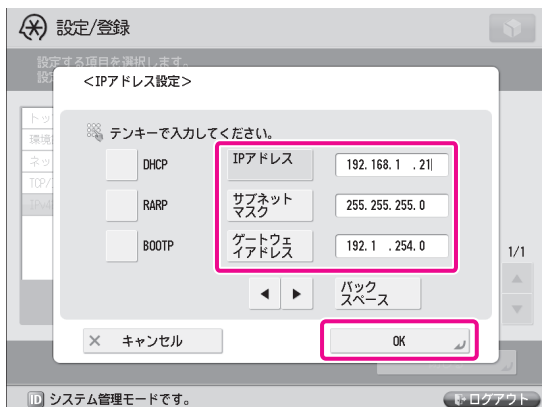 設定/登録
設定する項目を選択します。
設定
<IPアドレス設定>
トッ
環境
ネッ
TCP/
IPv4
テンキーで入力してください。
DHCP
IPアドレス
192.168.1 .21
RARP
サブネット
マスク
255.255.255.0
BOOTP
ゲートウェ
イアドレス
192.1 .254.0
1/1
バック
スペース
キャンセル
OK
ID システム管理モードです。
ログアウト